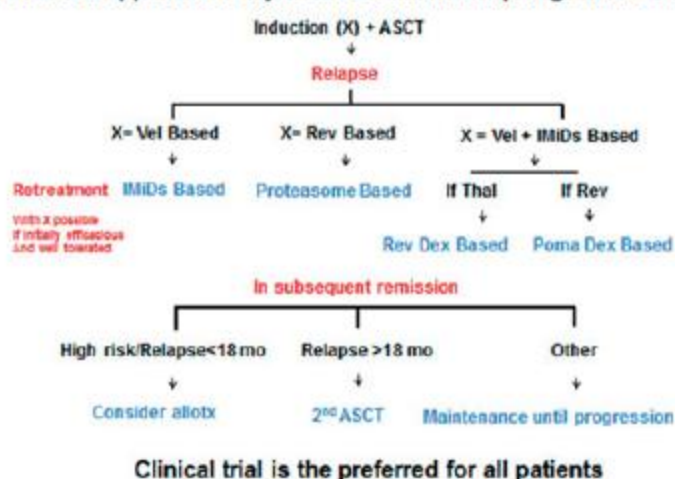 Induction (X) + ASCT
Relapse
X= Vel Based X= Rev Based X = Vel + IMiDs Based
Retreatment IMiDs Based Proteasome Based If Thal If Rev
With X possible
If initially efficacious
And well tolerated
Rev Dex Based Poma Dex Based
In subsequent remission
High risk/Relapse<18 mo Relapse >18 mo Other
Consider allotx 2nd ASCT Maintenance until progression
Clinical trial is the preferred for all patients